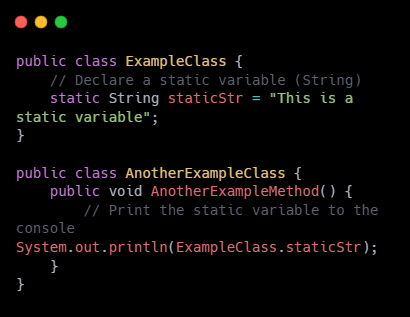 public class ExampleClass {
    // Declare a static variable (String)
    static String staticStr = "This is a
static variable";
}

public class AnotherExampleClass {
    public void AnotherExampleMethod() {
        // Print the static variable to the
console
System.out.println(ExampleClass.staticStr);
    }
}